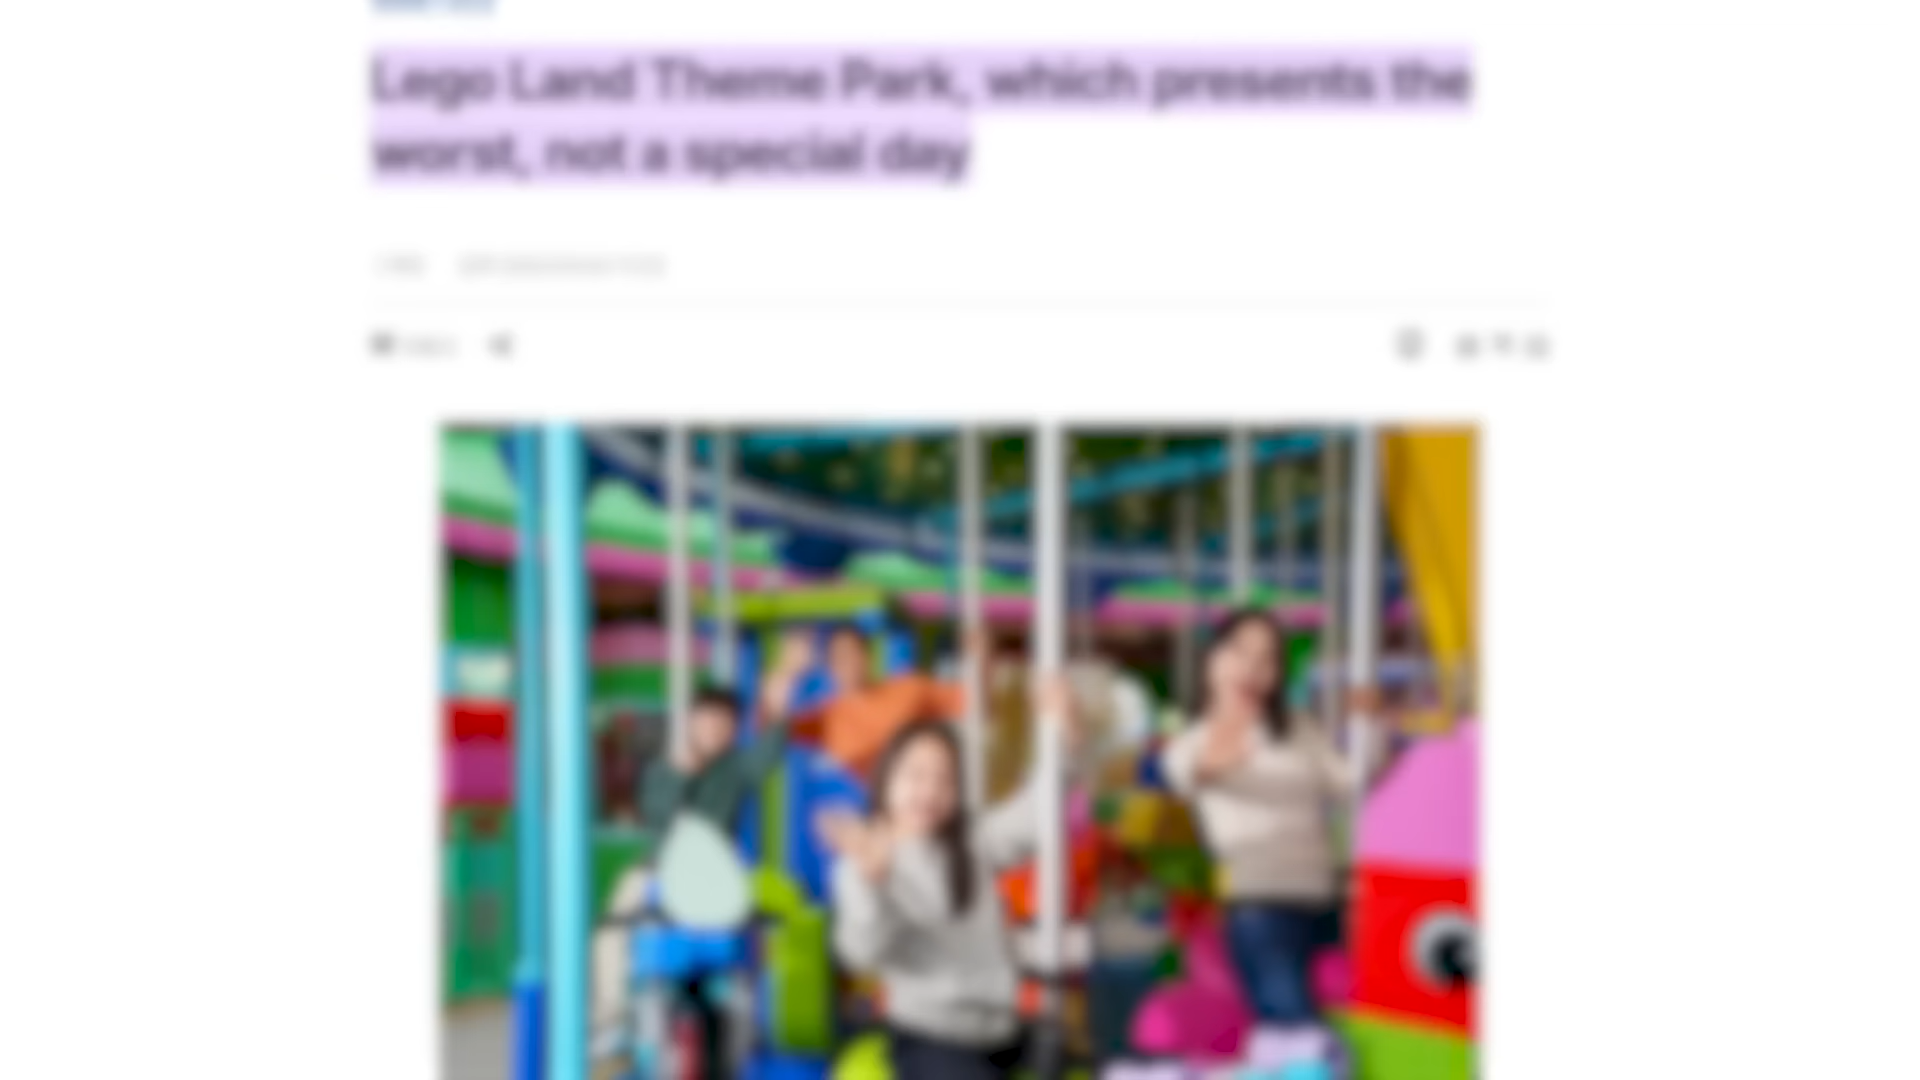 Lego Land Theme Park, which presents the
worst, not a special day